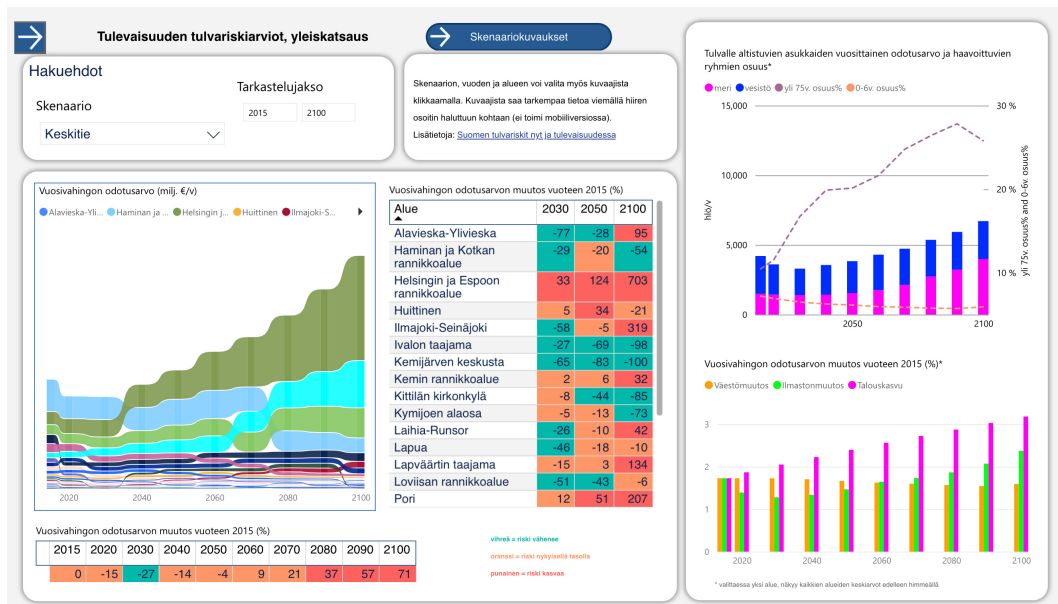 Tulevaisuuden tulvariskiarviot, yleiskatsaus
Skenaariokuvaukset
Hakuehdot
Skenaario
Keskitie
Tarkastelujakso
2015 2100
Skenaarion, vuoden ja alueen voi valita myös kuvaajista
klikkaamalla. Kuvaajista saa tarkempaa tietoa viemällä hiiren
osoitin haluttuun kohtaan (ei toimi mobiiliversiossa).
Lisätietoja: Suomen tulvariskit nyt ja tulevaisuudessa
Vuosivahingon odotusarvo (milj. €/v)
Alavieska-Yli... Haminan ja ... Helsingin j... Huittinen Ilmajoki-S...
2020 2040 2060 2080 2100
Vuosivahingon odotusarvon muutos vuoteen 2015 (%)
Alue 2030 2050 2100
Alavieska-Ylivieska -77 -28 95
Haminan ja Kotkan -29 -20 -54
rannikkoalue
Helsingin ja Espoon 33 124 703
rannikkoalue
Huittinen 5 34 -21
Ilmajoki-Seinäjoki -58 -5 319
Ivalon taajama -27 -69 -98
Kemijärven keskusta -65 -83 -100
Kemin rannikkoalue 2 6 32
Kittilän kirkonkylä -8 -44 -85
Kymijoen alaosa -5 -13 -73
Laihia-Runsor -26 -10 42
Lapua -46 -18 -10
Lapväärtin taajama -15 3 134
Loviisan rannikkoalue -51 -43 -6
Pori 12 51 207
Vuosivahingon odotusarvon muutos vuoteen 2015 (%)
2015 2020 2030 2040 2050 2060 2070 2080 2090 2100
0 -15 -27 -14 -4 9 21 37 57 71
vihreä = riski vähenee
oranssi = riski nykyisellä tasolla
punainen = riski kasvaa
Tulvalle altistuvien asukkaiden vuosittainen odotusarvo ja haavoittuvien
ryhmien osuus*
meri vesistö yli 75v. osuus% 0-6v. osuus%
15,000 30 %
10,000 20 %
5,000 10 %
0
hlö/v
yli 75v. osuus% and 0-6v. osuus%
2050 2100
Vuosivahingon odotusarvon muutos vuoteen 2015 (%)*
Väestömuutos Ilmastonmuutos Talouskasvu
3
2
1
0
2020 2040 2060 2080 2100
* valittaessa yksi alue, näkyy kaikkien alueiden keskiarvot edelleen himmeällä